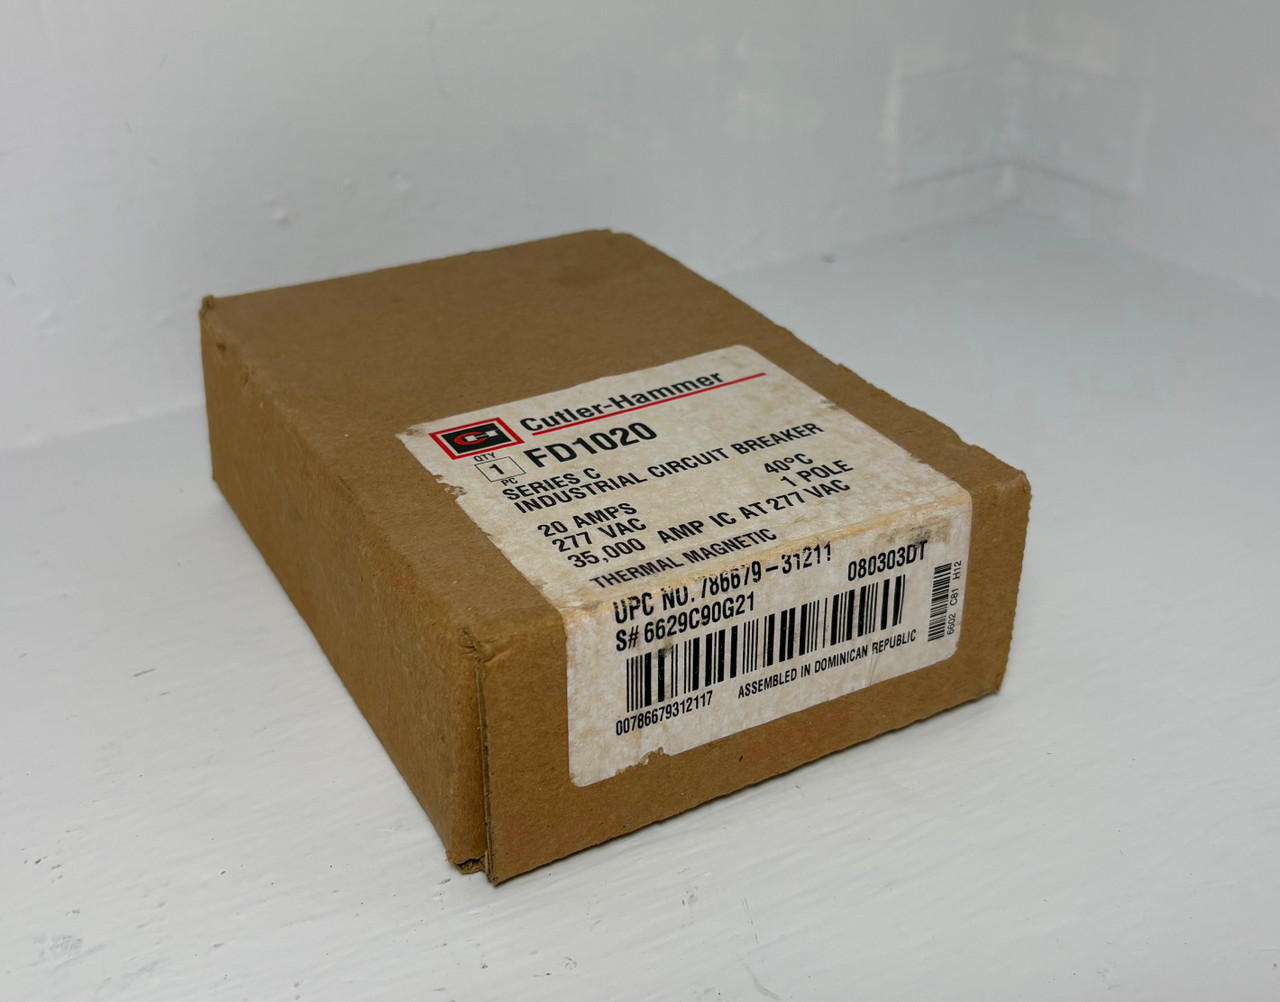 Cutler-Hammer
QTY
1
PC
FD1020
SERIES C
INDUSTRIAL CIRCUIT BREAKER
20 AMPS 40°C
277 VAC 1 POLE
35,000 AMP IC AT 277 VAC
THERMAL MAGNETIC
UPC NO. 786679-31211
S# 6629C90G21
080303DT
00786679312117
ASSEMBLED IN DOMINICAN REPUBLIC
6602 C81 H12